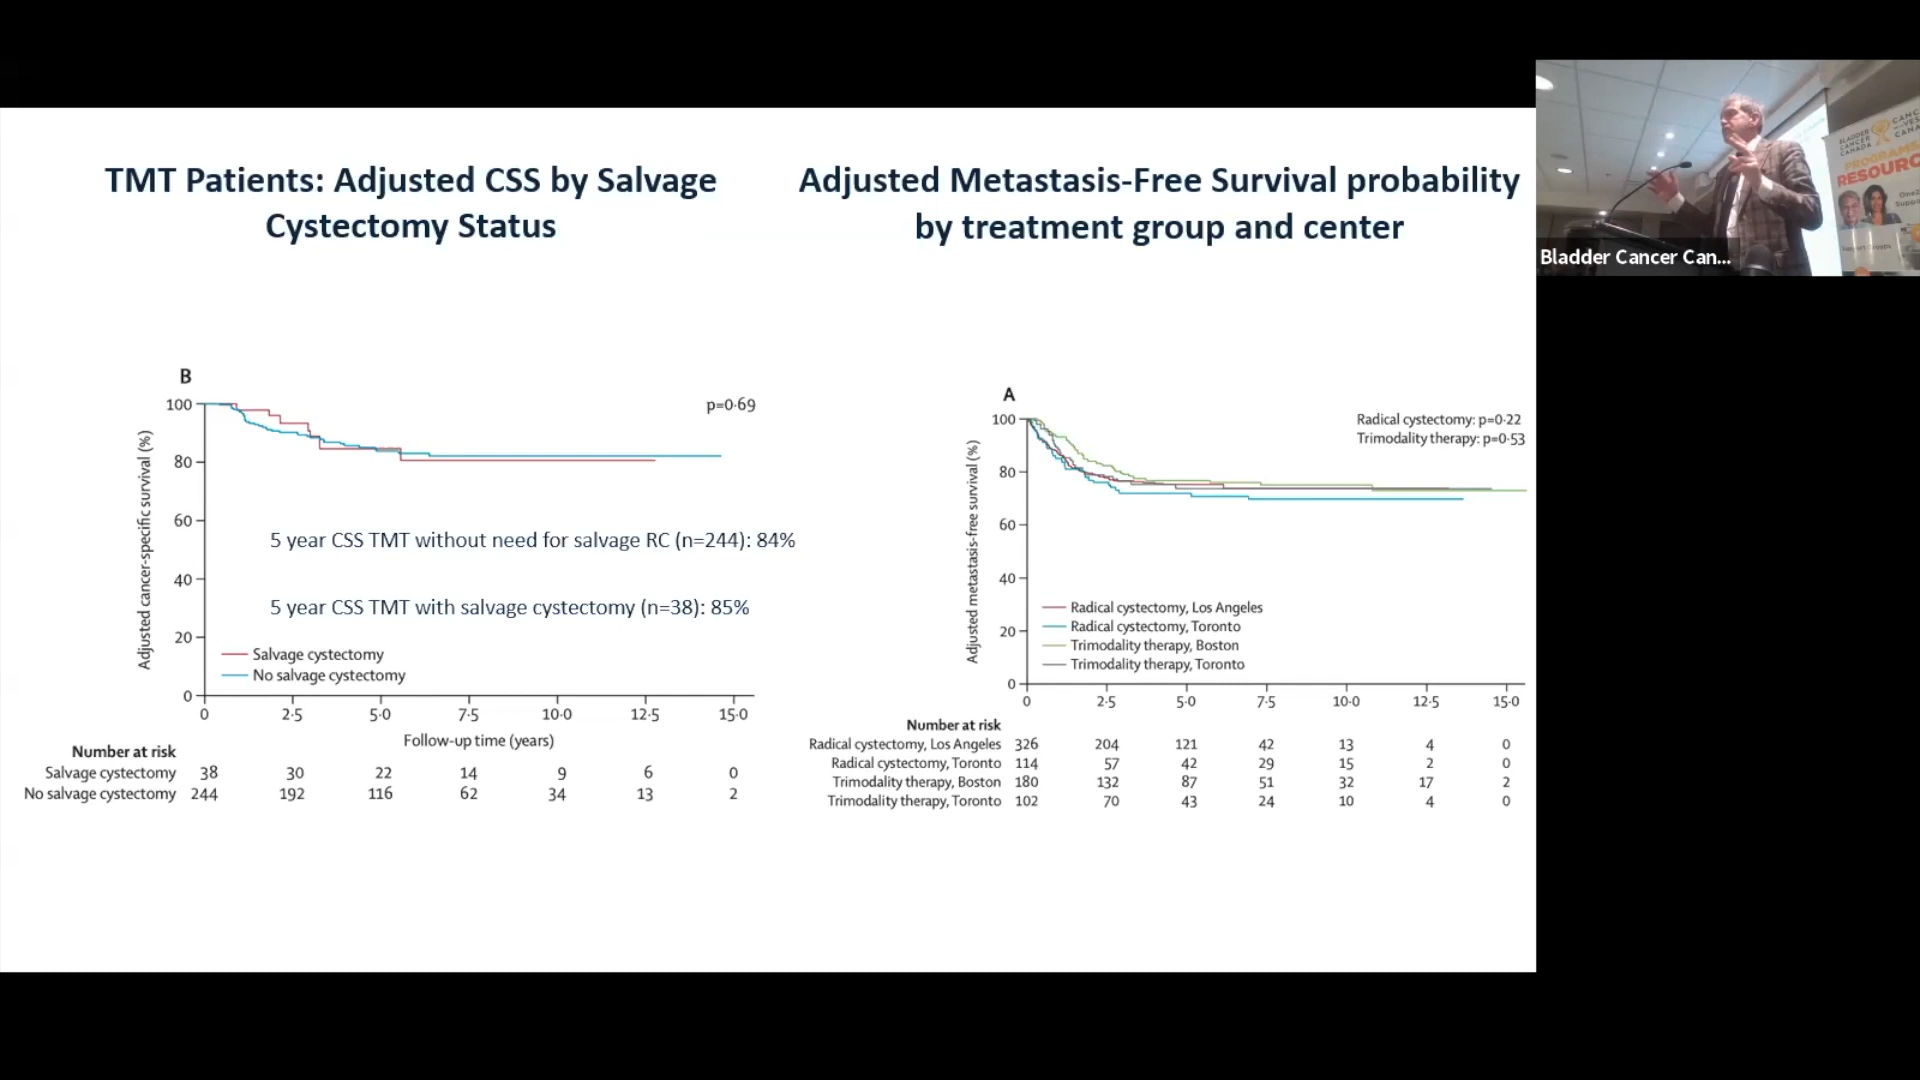 TMT Patients: Adjusted CSS by Salvage
Cystectomy Status
B
p=0·69
Adjusted cancer-specific survival (%)
100
80
60
40
20
0
5 year CSS TMT without need for salvage RC (n=244): 84%
5 year CSS TMT with salvage cystectomy (n=38): 85%
Salvage cystectomy
No salvage cystectomy
0 2·5 5·0 7·5 10·0 12·5 15·0
Follow-up time (years)
Number at risk
Salvage cystectomy 38 30 22 14 9 6 0
No salvage cystectomy 244 192 116 62 34 13 2
Adjusted Metastasis-Free Survival probability
by treatment group and center
A
Radical cystectomy: p=0·22
Trimodality therapy: p=0·53
Adjusted metastasis-free survival (%)
100
80
60
40
20
0
Radical cystectomy, Los Angeles
Radical cystectomy, Toronto
Trimodality therapy, Boston
Trimodality therapy, Toronto
0 2·5 5·0 7·5 10·0 12·5 15·0
Number at risk
Radical cystectomy, Los Angeles 326 204 121 42 13 4 0
Radical cystectomy, Toronto 114 57 42 29 15 2 0
Trimodality therapy, Boston 180 132 87 51 32 17 2
Trimodality therapy, Toronto 102 70 43 24 10 4 0
BLADDER
CANCER
CANADA
PROGRAMS
RESOURC
Bladder Cancer Can...